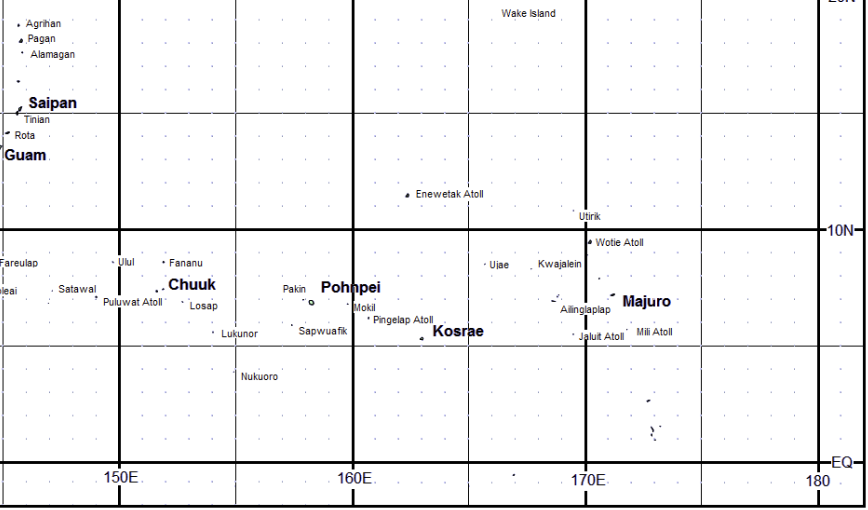 20N
Wake Island
Agrihan
Pagan
Alamagan
Saipan
Tinian
Rota
Guam
Enewetak Atoll
Utirik
10N
Wotie Atoll
Fareulap
Ulul
Fananu
Ujae
Kwajalein
Satawal
Chuuk
Pakin
Pohnpei
Puluwat Atoll
Losap
Mokil
Ailinglaplap
Majuro
Pingelap Atoll
Lukunor
Sapwuafik
Kosrae
Jaluit Atoll
Mili Atoll
Nukuoro
EQ
150E
160E
170E
180